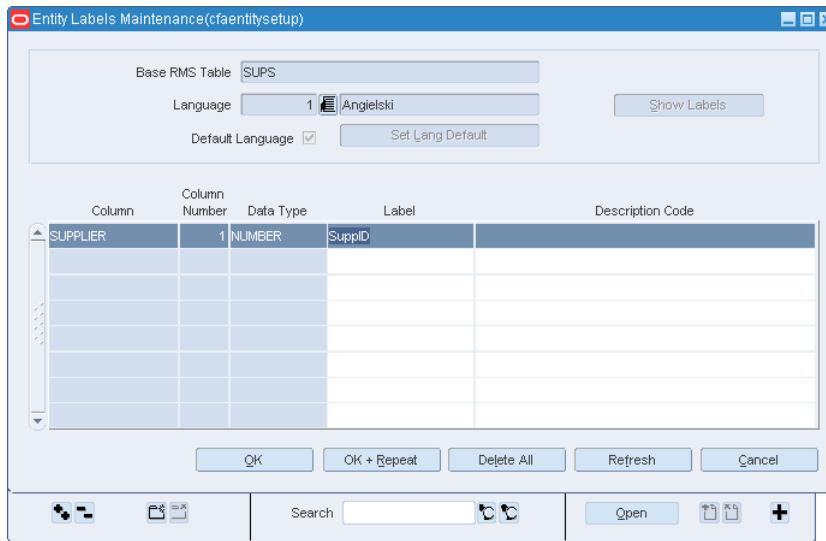 Entity Labels Maintenance(cfaentitysetup)
Base RMS Table SUPS
Language 1 Angielski Show Labels
Default Language Set Lang Default
Column Column Number Data Type Label Description Code
SUPPLIER 1 NUMBER SuppID
OK OK + Repeat Delete All Refresh Cancel
Search Open